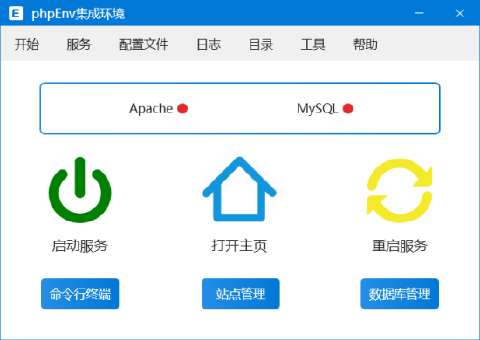 E phpEnv集成环境
开始 服务 配置文件 日志 目录 工具 帮助
Apache MySQL
启动服务 打开主页 重启服务
命令行终端 站点管理 数据库管理